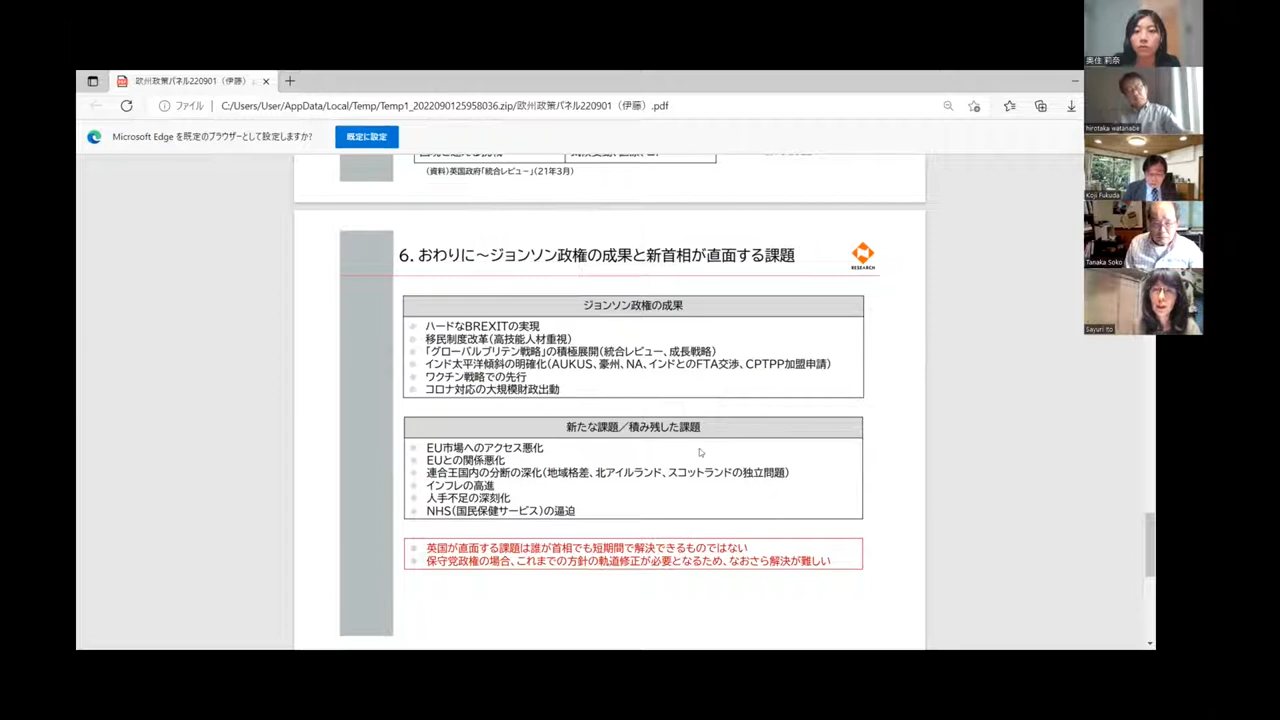 欧州政策パネル220901（伊藤）
ファイル
C:/Users/User/AppData/Local/Temp/Temp1_2022090125958036.zip/欧州政策パネル220901（伊藤）.pdf
Microsoft Edge を既定のブラウザーとして設定しますか?
既定に設定
（資料）英国政府「統合レビュー」（21年3月）
6. おわりに～ジョンソン政権の成果と新首相が直面する課題
RESEARCH
ジョンソン政権の成果
ハードなBREXITの実現
移民制度改革（高技能人材重視）
「グローバルブリテン戦略」の積極展開（統合レビュー、成長戦略）
インド太平洋傾斜の明確化（AUKUS、豪州、NA、インドとのFTA交渉、CPTPP加盟申請）
ワクチン戦略での先行
コロナ対応の大規模財政出動
新たな課題／積み残した課題
EU市場へのアクセス悪化
EUとの関係悪化
連合王国内の分断の深化（地域格差、北アイルランド、スコットランドの独立問題）
インフレの高進
人手不足の深刻化
NHS（国民保健サービス）の逼迫
英国が直面する課題は誰が首相でも短期間で解決できるものではない
保守党政権の場合、これまでの方針の軌道修正が必要となるため、なおさら解決が難しい
奥住 莉奈
hirotaka watanabe
Koji Fukuda
Tanaka Soko
Sayuri Ito